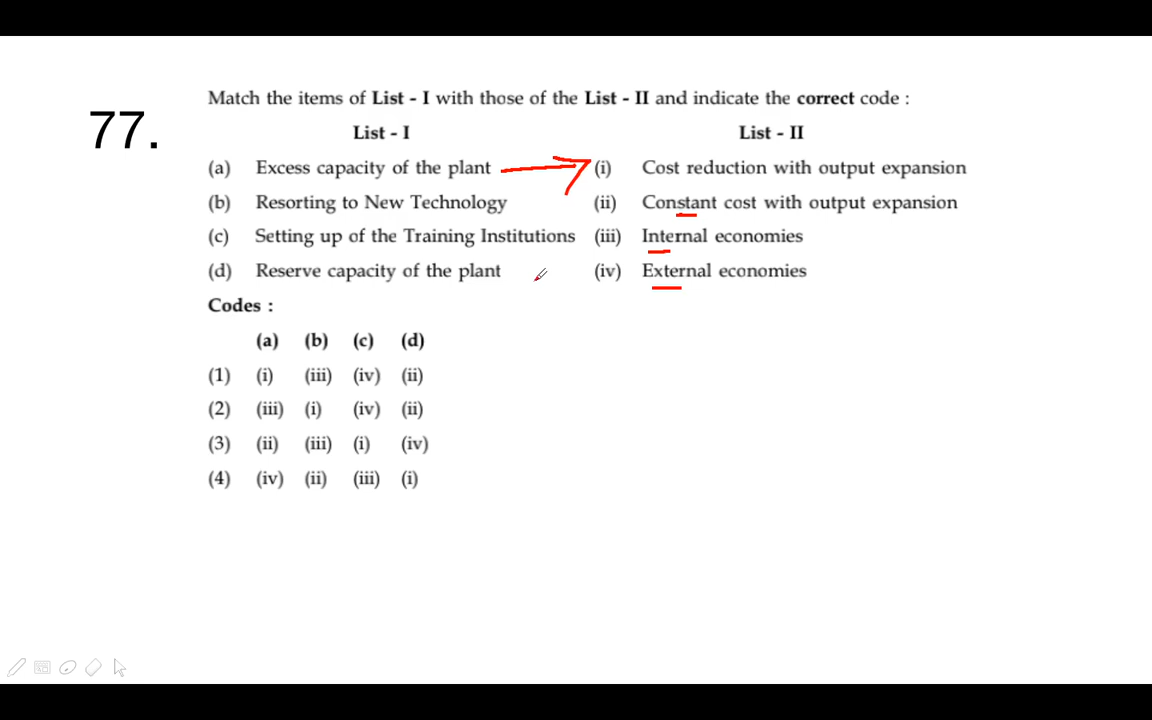 77.
Match the items of List - I with those of the List - II and indicate the correct code :
List - I List - II
(a) Excess capacity of the plant (i) Cost reduction with output expansion
(b) Resorting to New Technology (ii) Constant cost with output expansion
(c) Setting up of the Training Institutions (iii) Internal economies
(d) Reserve capacity of the plant (iv) External economies
Codes :
(a) (b) (c) (d)
(1) (i) (iii) (iv) (ii)
(2) (iii) (i) (iv) (ii)
(3) (ii) (iii) (i) (iv)
(4) (iv) (ii) (iii) (i)